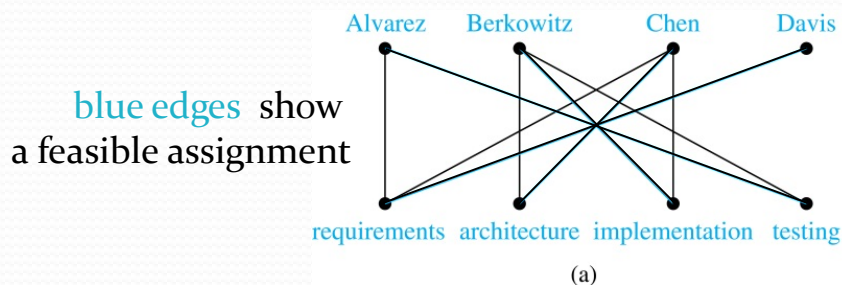 Alvarez Berkowitz Chen Davis
blue edges show
a feasible assignment
requirements architecture implementation testing
(a)